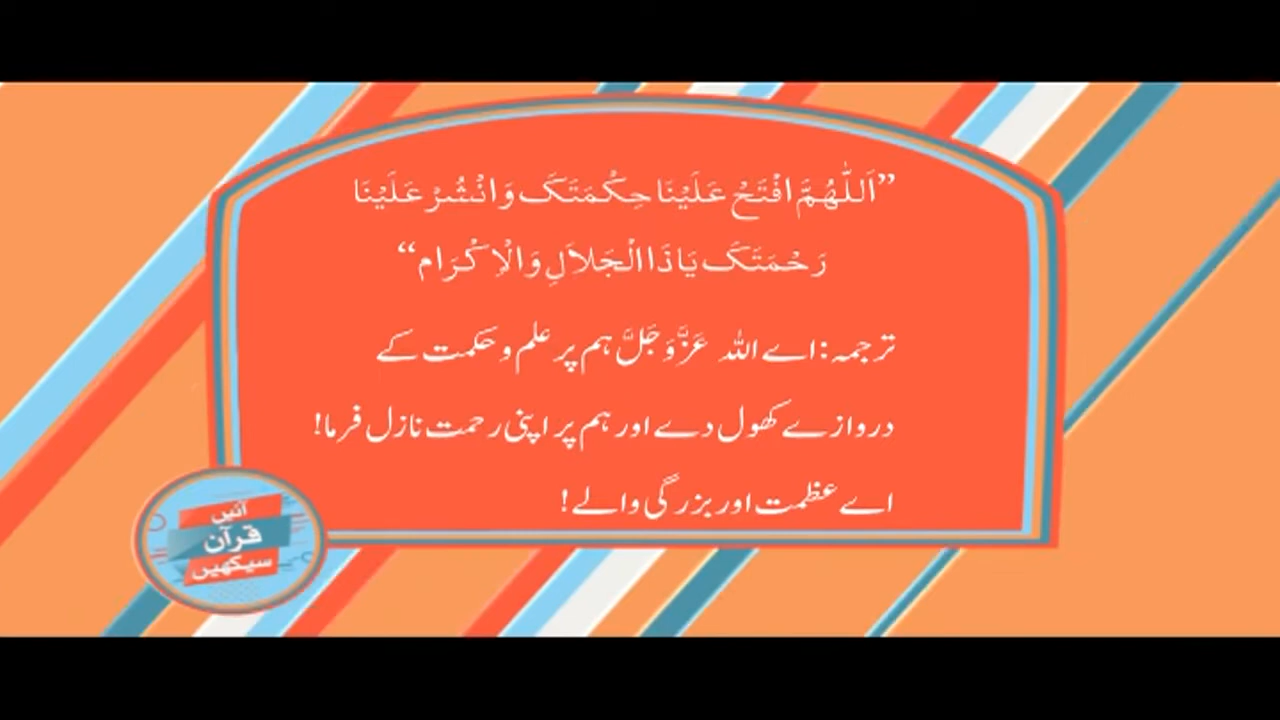 ”اَللّٰهُمَّ افْتَحْ عَلَيْنَا حِكْمَتَکَ وَانْشُرْ عَلَيْنَا
رَحْمَتَکَ يَا ذَا الْجَلَالِ وَالْاِكْرَام“
ترجمہ: اے اللہ عَزَّوَجَلَّ ہم پر علم و حکمت کے
دروازے کھول دے اور ہم پر اپنی رحمت نازل فرما!
اے عظمت اور بزرگی والے!
آئیں
قرآن
سیکھیں